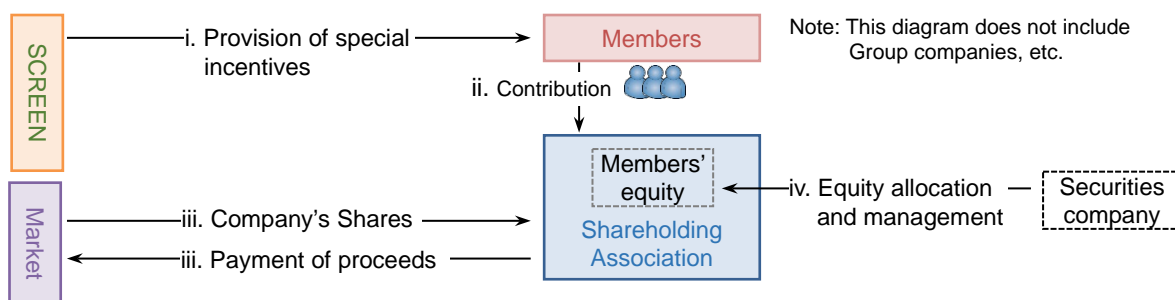 SCREEN
i. Provision of special
incentives
Members
Note: This diagram does not include
Group companies, etc.
ii. Contribution
Members’
equity
Shareholding
Association
iv. Equity allocation
and management
Securities
company
Market
iii. Company’s Shares
iii. Payment of proceeds